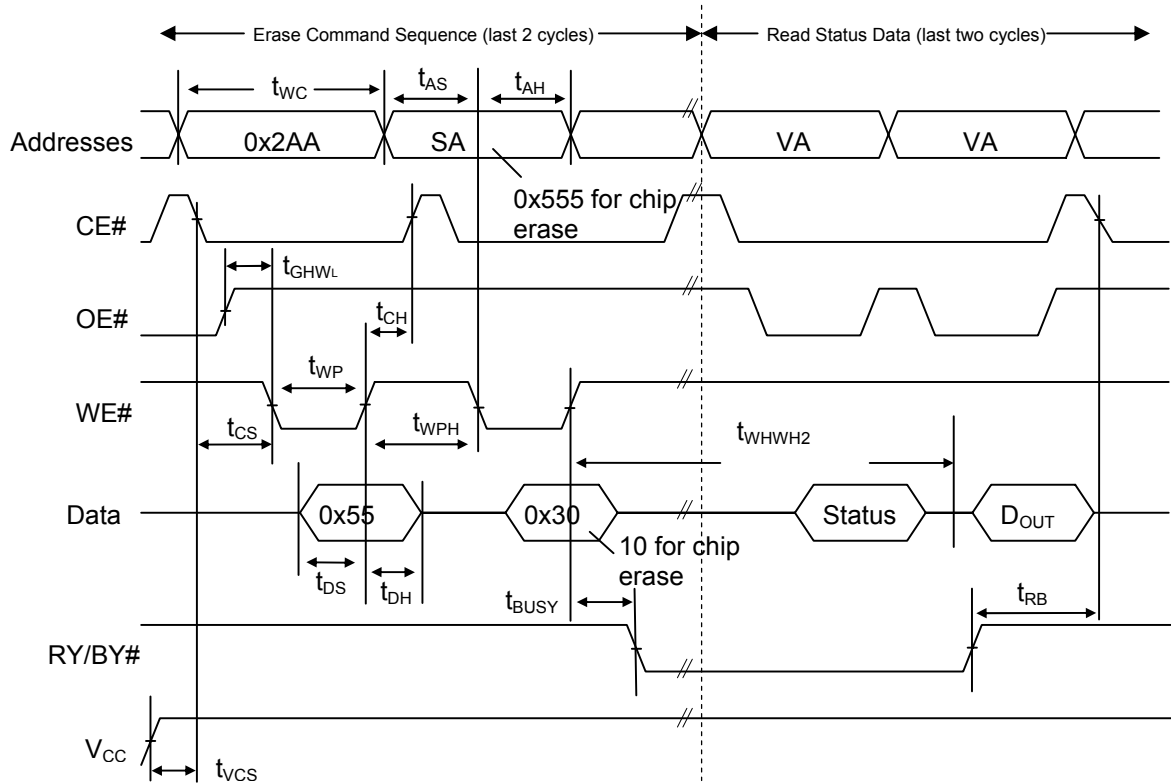 Erase Command Sequence (last 2 cycles)
Read Status Data (last two cycles)
tWC
tAS
tAH
Addresses
0x2AA
SA
VA
VA
0x555 for chip
erase
CE#
tGHWL
OE#
tCH
tWP
WE#
tCS
tWPH
tWHWH2
Data
0x55
0x30
Status
DOUT
10 for chip
erase
tDS
tDH
tBUSY
tRB
RY/BY#
VCC
tVCS